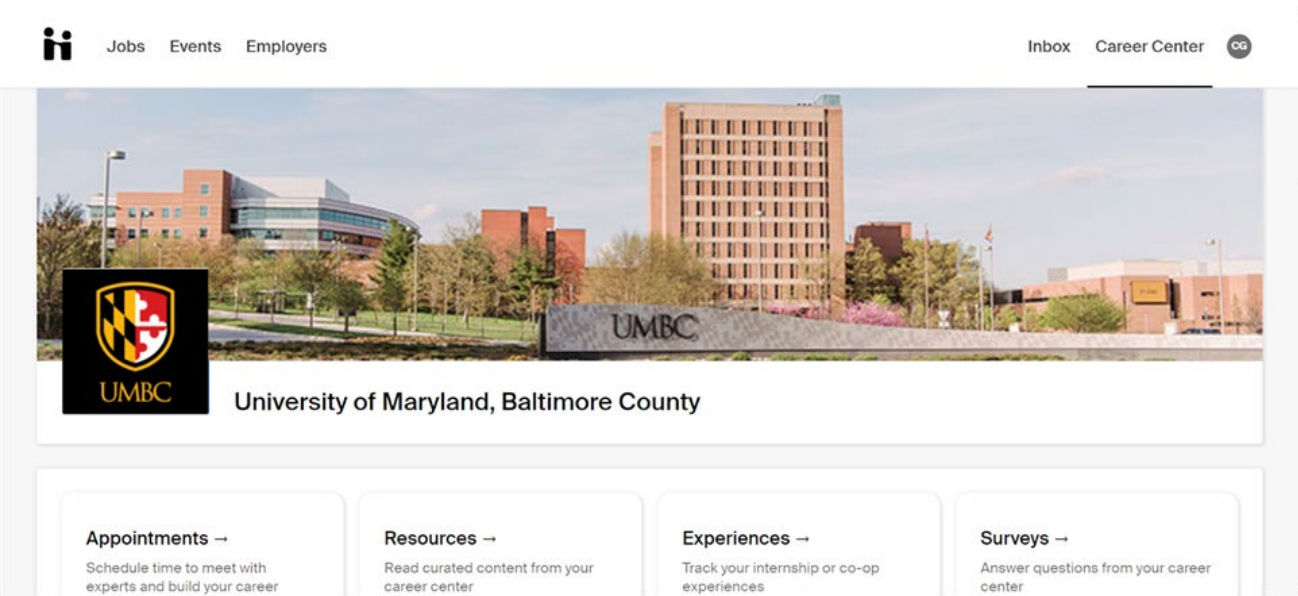 Jobs Events Employers
Inbox Career Center CG
UMBC
UMBC
University of Maryland, Baltimore County
Appointments →
Schedule time to meet with
experts and build your career
Resources →
Read curated content from your
career center
Experiences →
Track your internship or co-op
experiences
Surveys →
Answer questions from your career
center